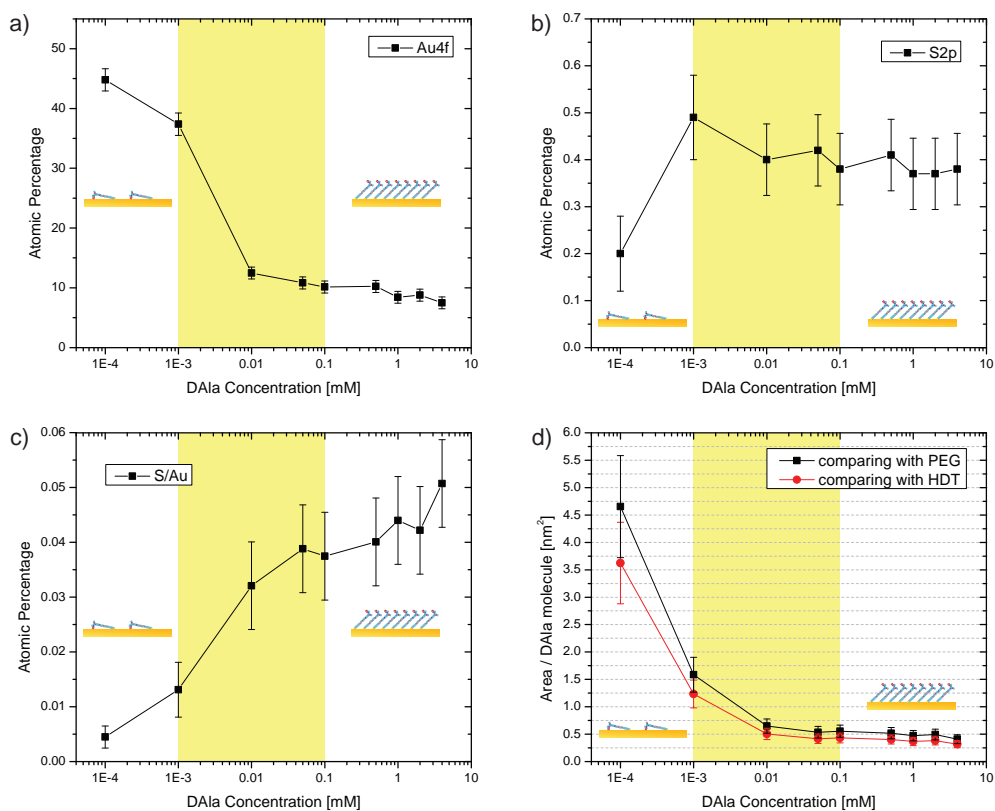 a)
Au4f
50
40
30
20
10
0
Atomic Percentage
1E-4 1E-3 0.01 0.1 1 10
DAla Concentration [mM]
b)
S2p
0.7
0.6
0.5
0.4
0.3
0.2
0.1
0.0
Atomic Percentage
1E-4 1E-3 0.01 0.1 1 10
DAla Concentration [mM]
c)
S/Au
0.06
0.05
0.04
0.03
0.02
0.01
0.00
Atomic Percentage
1E-4 1E-3 0.01 0.1 1 10
DAla Concentration [mM]
d)
comparing with PEG
comparing with HDT
6.0
5.5
5.0
4.5
4.0
3.5
3.0
2.5
2.0
1.5
1.0
0.5
0.0
Area / DAla molecule [nm²]
1E-4 1E-3 0.01 0.1 1 10
DAla Concentration [mM]